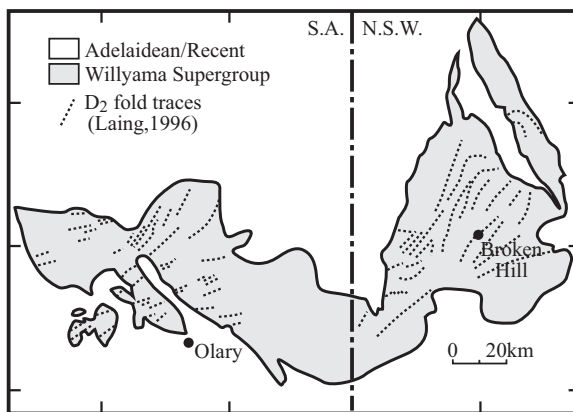 S.A. N.S.W.
Adelaidean/Recent
Willyama Supergroup
D2 fold traces
(Laing,1996)
Broken
Hill
Olary
0 20km